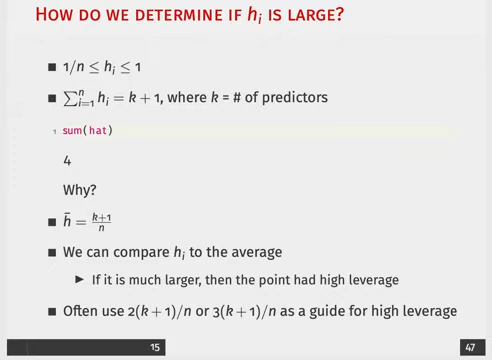 HOW DO WE DETERMINE IF hᵢ IS LARGE?
■ 1/n ≤ hᵢ ≤ 1
■ ∑ⁿᵢ₌₁ hᵢ = k + 1, where k = # of predictors
1 sum(hat)
4
Why?
■ h̄ = (k+1)/n
■ We can compare hᵢ to the average
▶ If it is much larger, then the point had high leverage
■ Often use 2(k + 1)/n or 3(k + 1)/n as a guide for high leverage
15 47